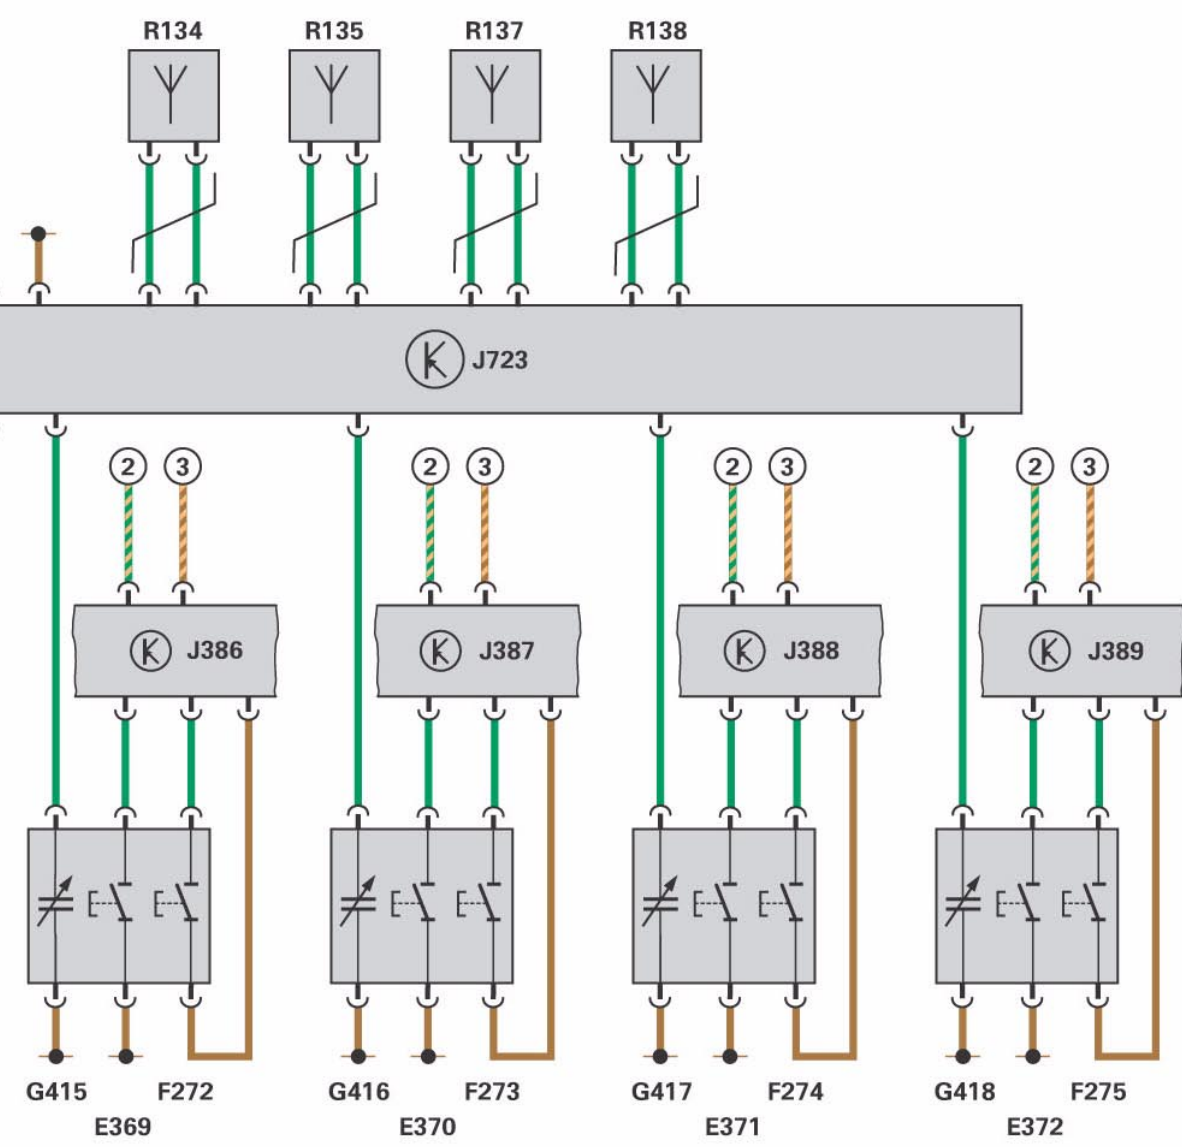 R134 R135 R137 R138
J723
2 3 2 3 2 3 2 3
J386 J387 J388 J389
G415 F272 G416 F273 G417 F274 G418 F275
E369 E370 E371 E372